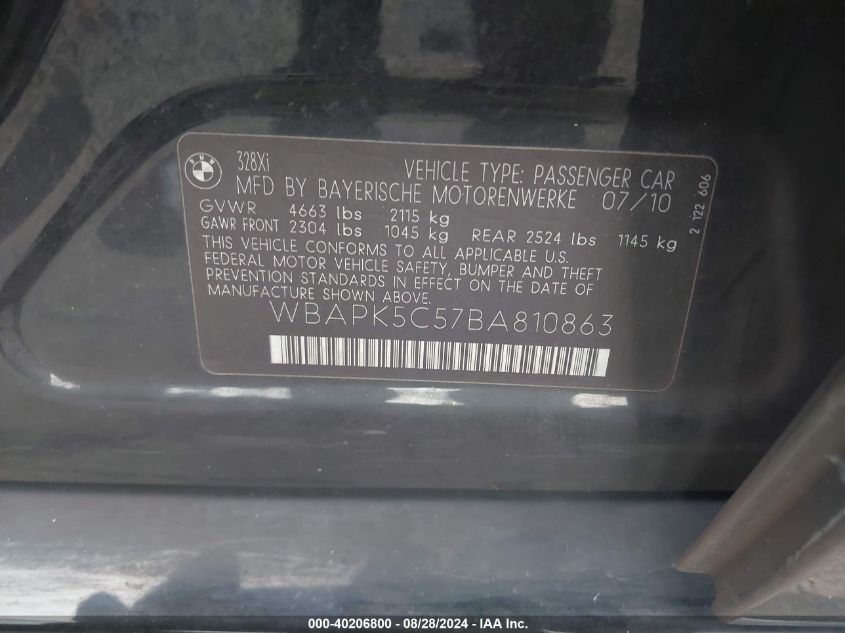 BMW
328Xi
VEHICLE TYPE: PASSENGER CAR
MFD BY BAYERISCHE MOTORENWERKE 07/10
GVWR 4663 lbs 2115 kg
GAWR FRONT 2304 lbs 1045 kg REAR 2524 lbs 1145 kg
THIS VEHICLE CONFORMS TO ALL APPLICABLE U.S.
FEDERAL MOTOR VEHICLE SAFETY, BUMPER AND THEFT
PREVENTION STANDARDS IN EFFECT ON THE DATE OF
MANUFACTURE SHOWN ABOVE.
WBAPK5C57BA810863
2 122 606
000-40206800 - 08/28/2024 - IAA Inc.